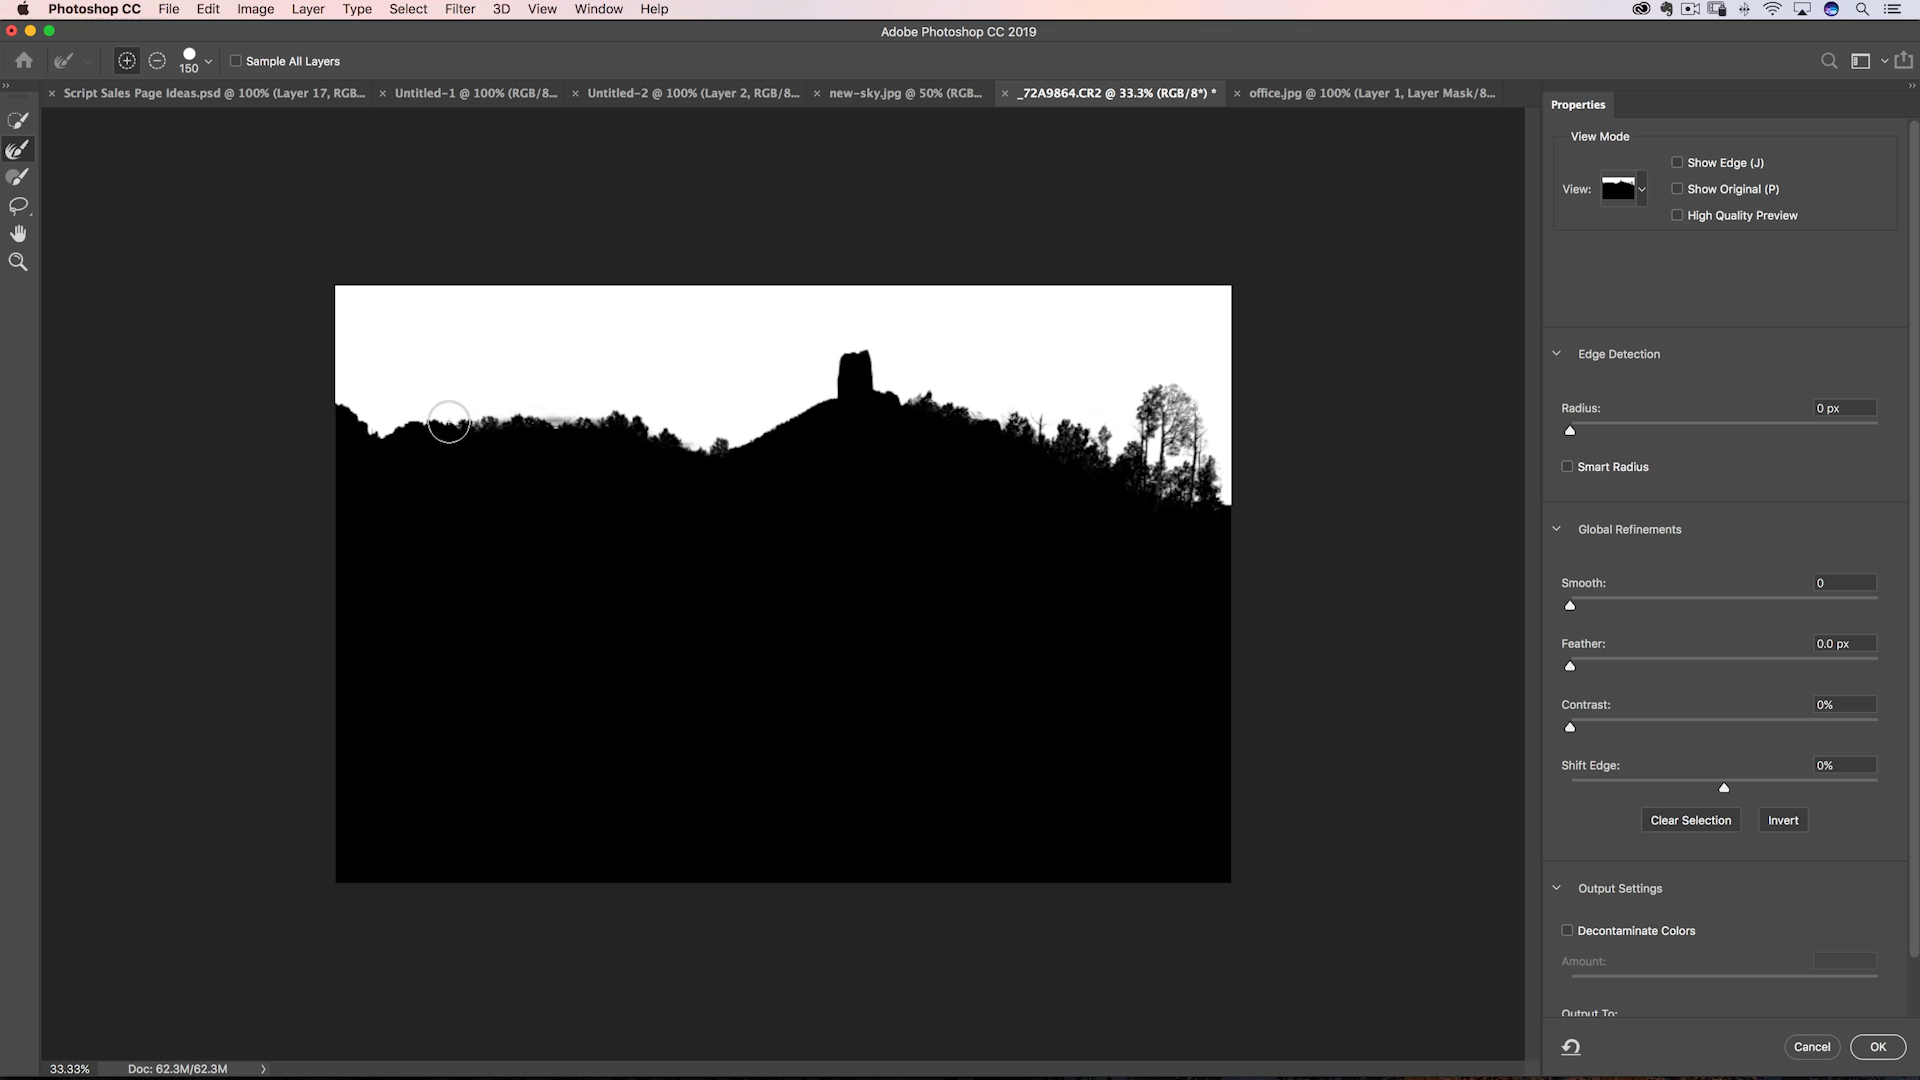 Photoshop CC File Edit Image Layer Type Select Filter 3D View Window Help
Adobe Photoshop CC 2019
150 Sample All Layers
Script Sales Page Ideas.psd @ 100% (Layer 17, RGB... Untitled-1 @ 100% (RGB/8... Untitled-2 @ 100% (Layer 2, RGB/8... new-sky.jpg @ 50% (RGB... _72A9864.CR2 @ 33.3% (RGB/8*) * office.jpg @ 100% (Layer 1, Layer Mask/8...
Properties
View Mode
Show Edge (J)
View: Show Original (P)
High Quality Preview
Edge Detection
Radius: 0 px
Smart Radius
Global Refinements
Smooth: 0
Feather: 0.0 px
Contrast: 0%
Shift Edge: 0%
Clear Selection Invert
Output Settings
Decontaminate Colors
Amount:
Output To:
Cancel OK
33.33% Doc: 62.3M/62.3M